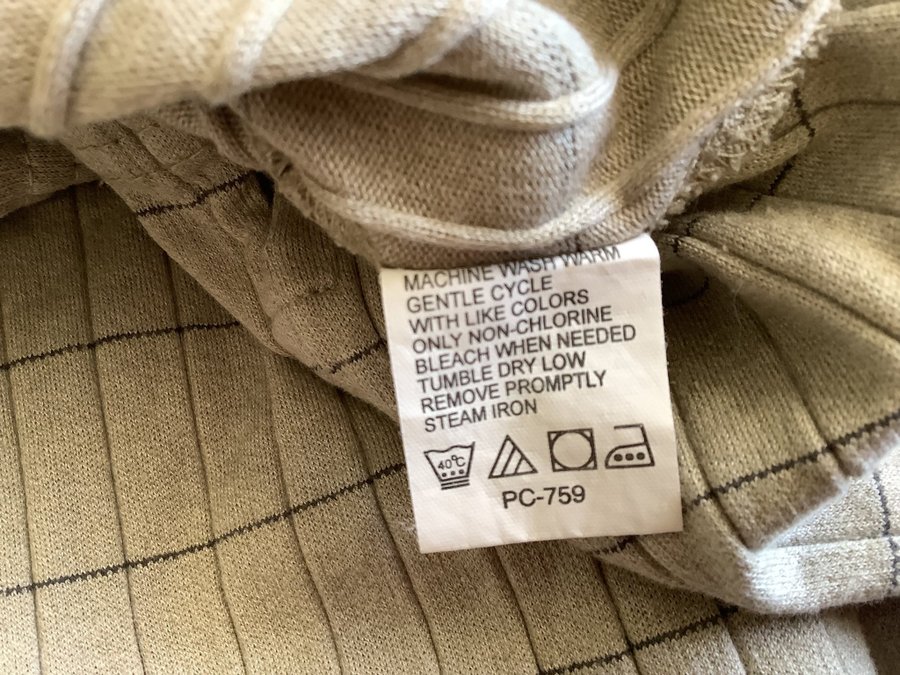 MACHINE WASH WARM
GENTLE CYCLE
WITH LIKE COLORS
ONLY NON-CHLORINE
BLEACH WHEN NEEDED
TUMBLE DRY LOW
REMOVE PROMPTLY
STEAM IRON
40°C
PC-759